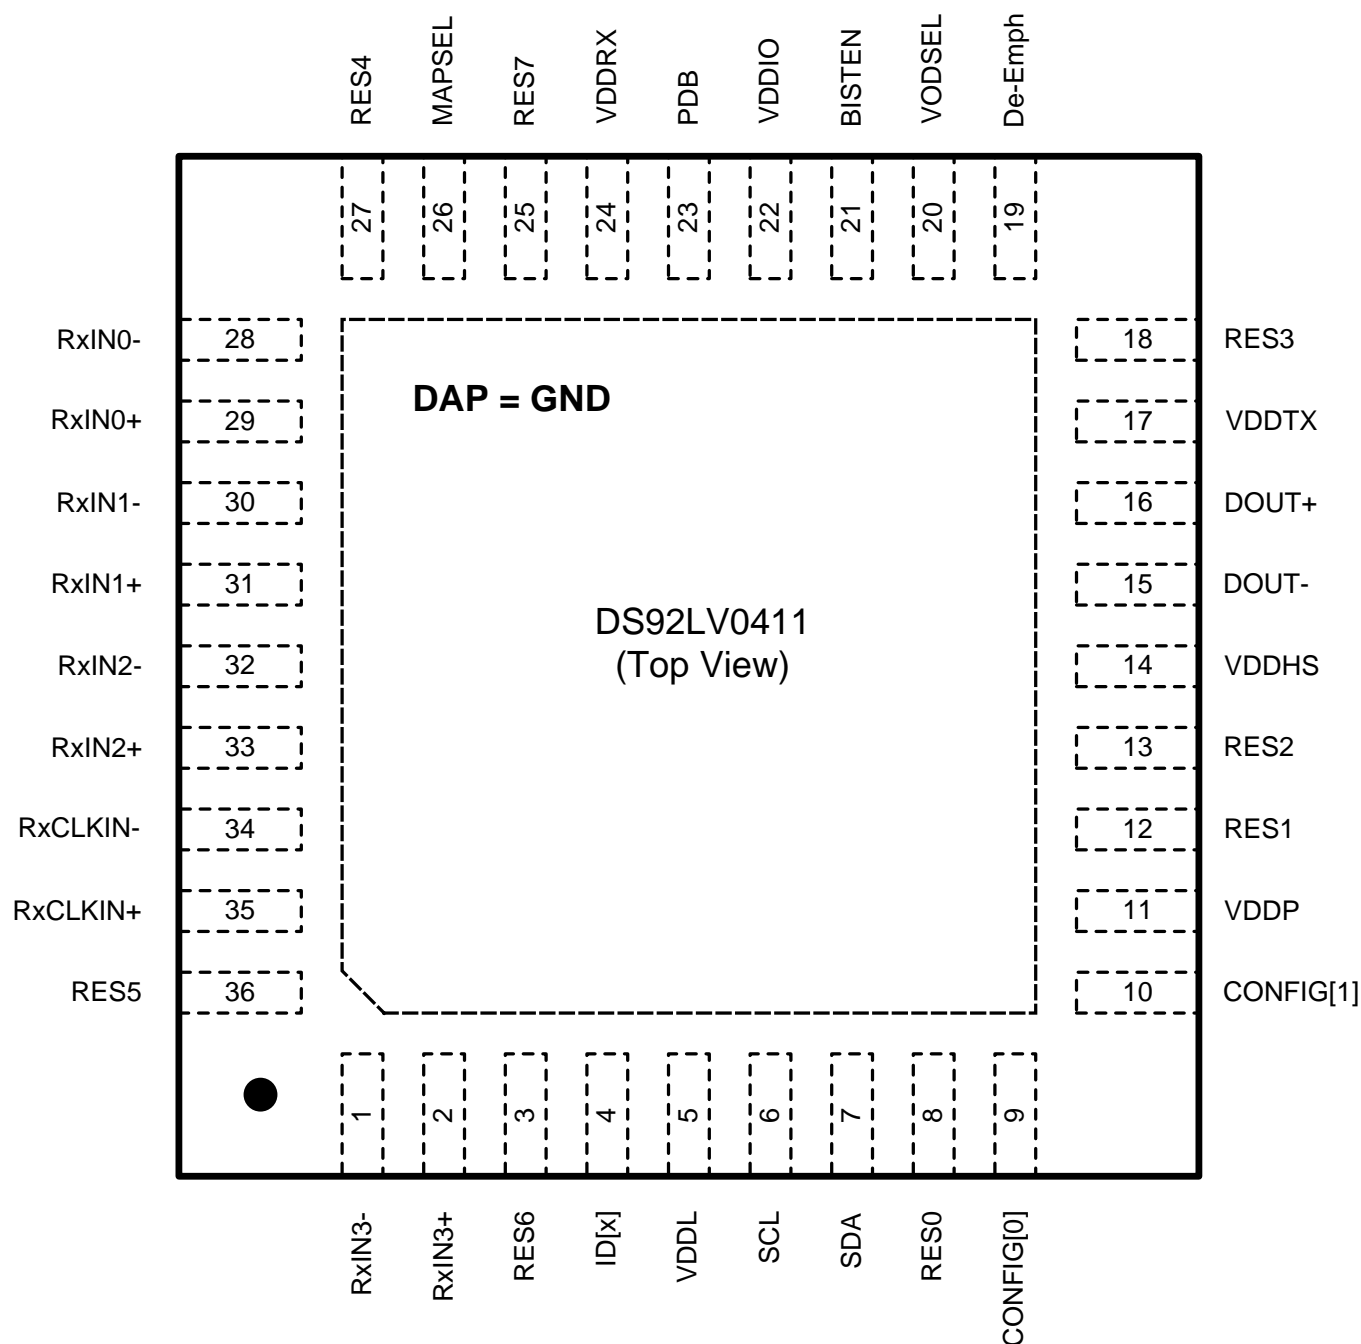 RES4
MAPSEL
RES7
VDDRX
PDB
VDDIO
BISTEN
VODSEL
De-Emph
27
26
25
24
23
22
21
20
19
RxIN0-
28
18
RES3
DAP = GND
RxIN0+
29
17
VDDTX
RxIN1-
30
16
DOUT+
RxIN1+
31
15
DOUT-
DS92LV0411
(Top View)
RxIN2-
32
14
VDDHS
RxIN2+
33
13
RES2
RxCLKIN-
34
12
RES1
RxCLKIN+
35
11
VDDP
RES5
36
10
CONFIG[1]
1
2
3
4
5
6
7
8
9
RxIN3-
RxIN3+
RES6
ID[x]
VDDL
SCL
SDA
RES0
CONFIG[0]